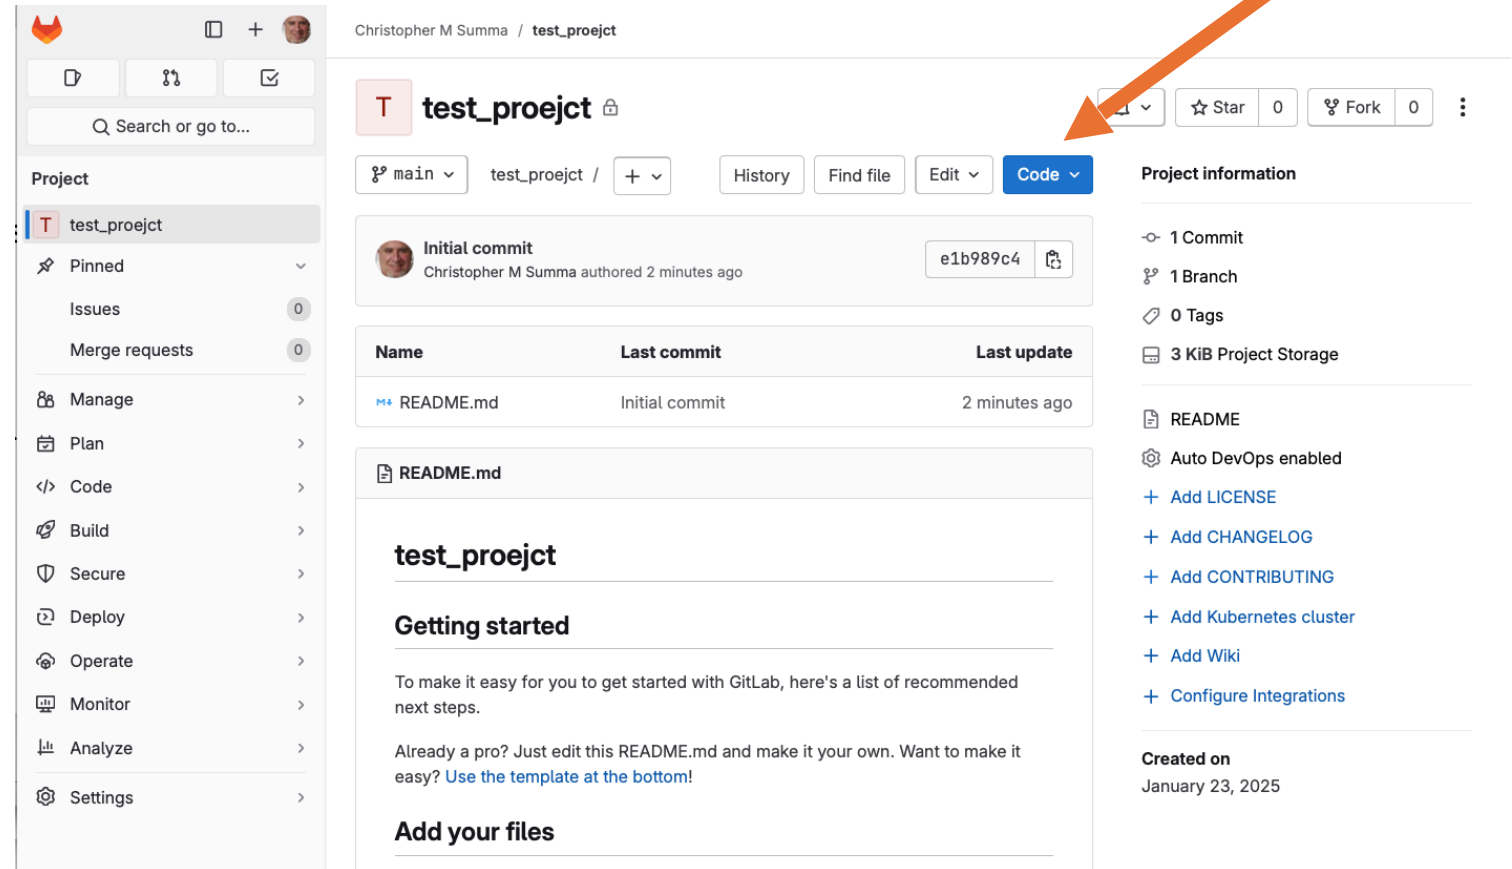 Christopher M Summa / test_proejct
Search or go to...
Project
T test_proejct
Pinned
Issues 0
Merge requests 0
Manage
Plan
Code
Build
Secure
Deploy
Operate
Monitor
Analyze
Settings
T test_proejct
Star 0 Fork 0
main test_proejct / + History Find file Edit Code
Initial commit
Christopher M Summa authored 2 minutes ago
e1b989c4
Name Last commit Last update
README.md Initial commit 2 minutes ago
README.md
test_proejct
Getting started
To make it easy for you to get started with GitLab, here's a list of recommended
next steps.
Already a pro? Just edit this README.md and make it your own. Want to make it
easy? Use the template at the bottom!
Add your files
Project information
1 Commit
1 Branch
0 Tags
3 KiB Project Storage
README
Auto DevOps enabled
+ Add LICENSE
+ Add CHANGELOG
+ Add CONTRIBUTING
+ Add Kubernetes cluster
+ Add Wiki
+ Configure Integrations
Created on
January 23, 2025